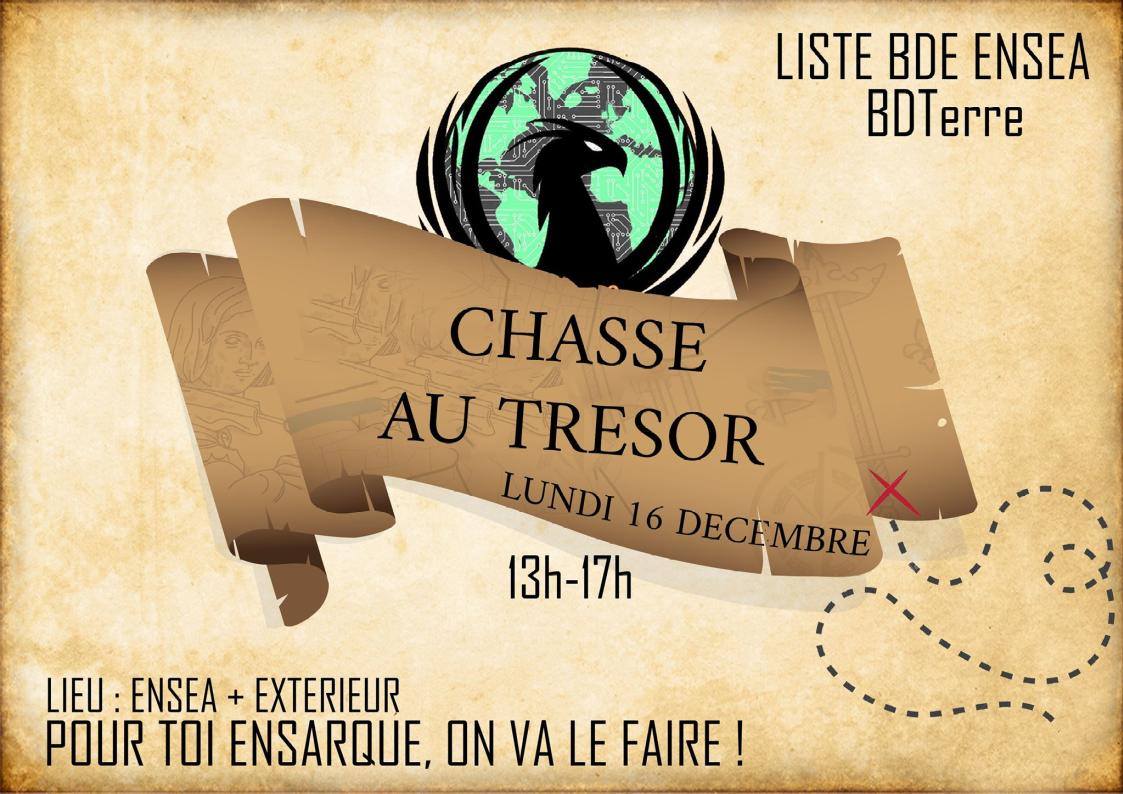 LISTE BDE ENSEA
BDTerre
CHASSE
AU TRESOR
LUNDI 16 DECEMBRE
13h-17h
LIEU : ENSEA + EXTERIEUR
POUR TOI ENSARQUE, ON VA LE FAIRE !